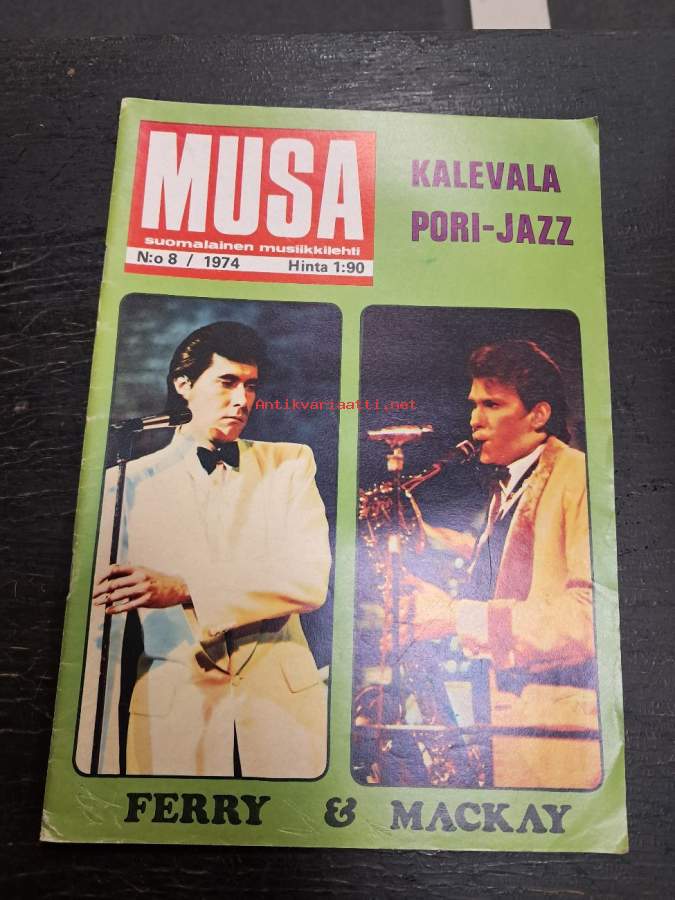 MUSA
suomalainen musiikkilehti
N:o 8 / 1974 Hinta 1:90
KALEVALA
PORI-JAZZ
Antikvariaatti.net
FERRY & MACKAY